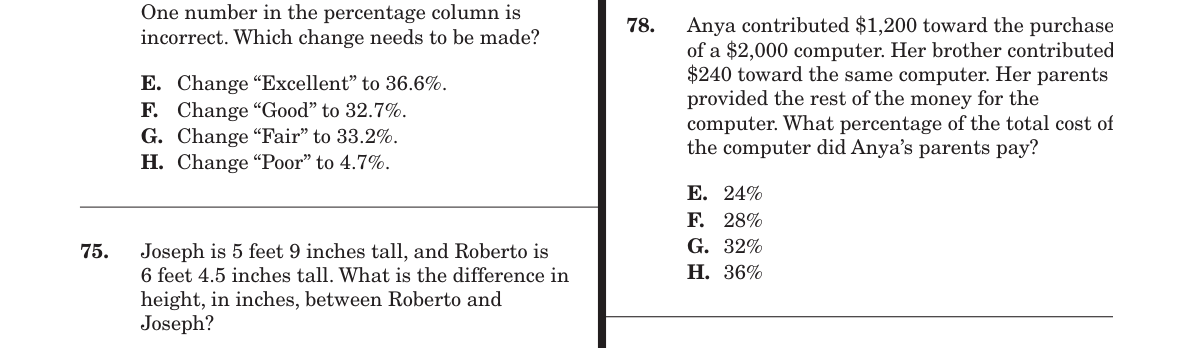 One number in the percentage column is
incorrect. Which change needs to be made?
E. Change “Excellent” to 36.6%.
F. Change “Good” to 32.7%.
G. Change “Fair” to 33.2%.
H. Change “Poor” to 4.7%.
75. Joseph is 5 feet 9 inches tall, and Roberto is
6 feet 4.5 inches tall. What is the difference in
height, in inches, between Roberto and
Joseph?
78. Anya contributed $1,200 toward the purchase
of a $2,000 computer. Her brother contributed
$240 toward the same computer. Her parents
provided the rest of the money for the
computer. What percentage of the total cost of
the computer did Anya’s parents pay?
E. 24%
F. 28%
G. 32%
H. 36%